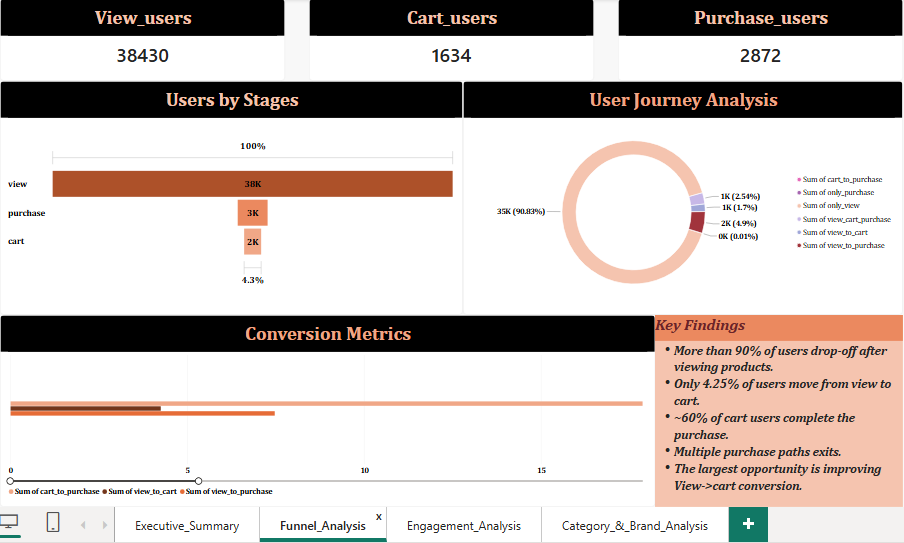 View_users
38430
Cart_users
1634
Purchase_users
2872
Users by Stages
100%
view
38K
purchase
3K
cart
2K
4.3%
User Journey Analysis
35K (90.83%)
1K (2.54%)
1K (1.7%)
2K (4.9%)
0K (0.01%)
Sum of cart_to_purchase
Sum of only_purchase
Sum of only_view
Sum of view_cart_purchase
Sum of view_to_cart
Sum of view_to_purchase
Conversion Metrics
0
5
10
15
Sum of cart_to_purchase
Sum of view_to_cart
Sum of view_to_purchase
Key Findings
• More than 90% of users drop-off after
viewing products.
• Only 4.25% of users move from view to
cart.
• ~60% of cart users complete the
purchase.
• Multiple purchase paths exits.
• The largest opportunity is improving
View->cart conversion.
Executive_Summary
Funnel_Analysis
x
Engagement_Analysis
Category_&_Brand_Analysis
+